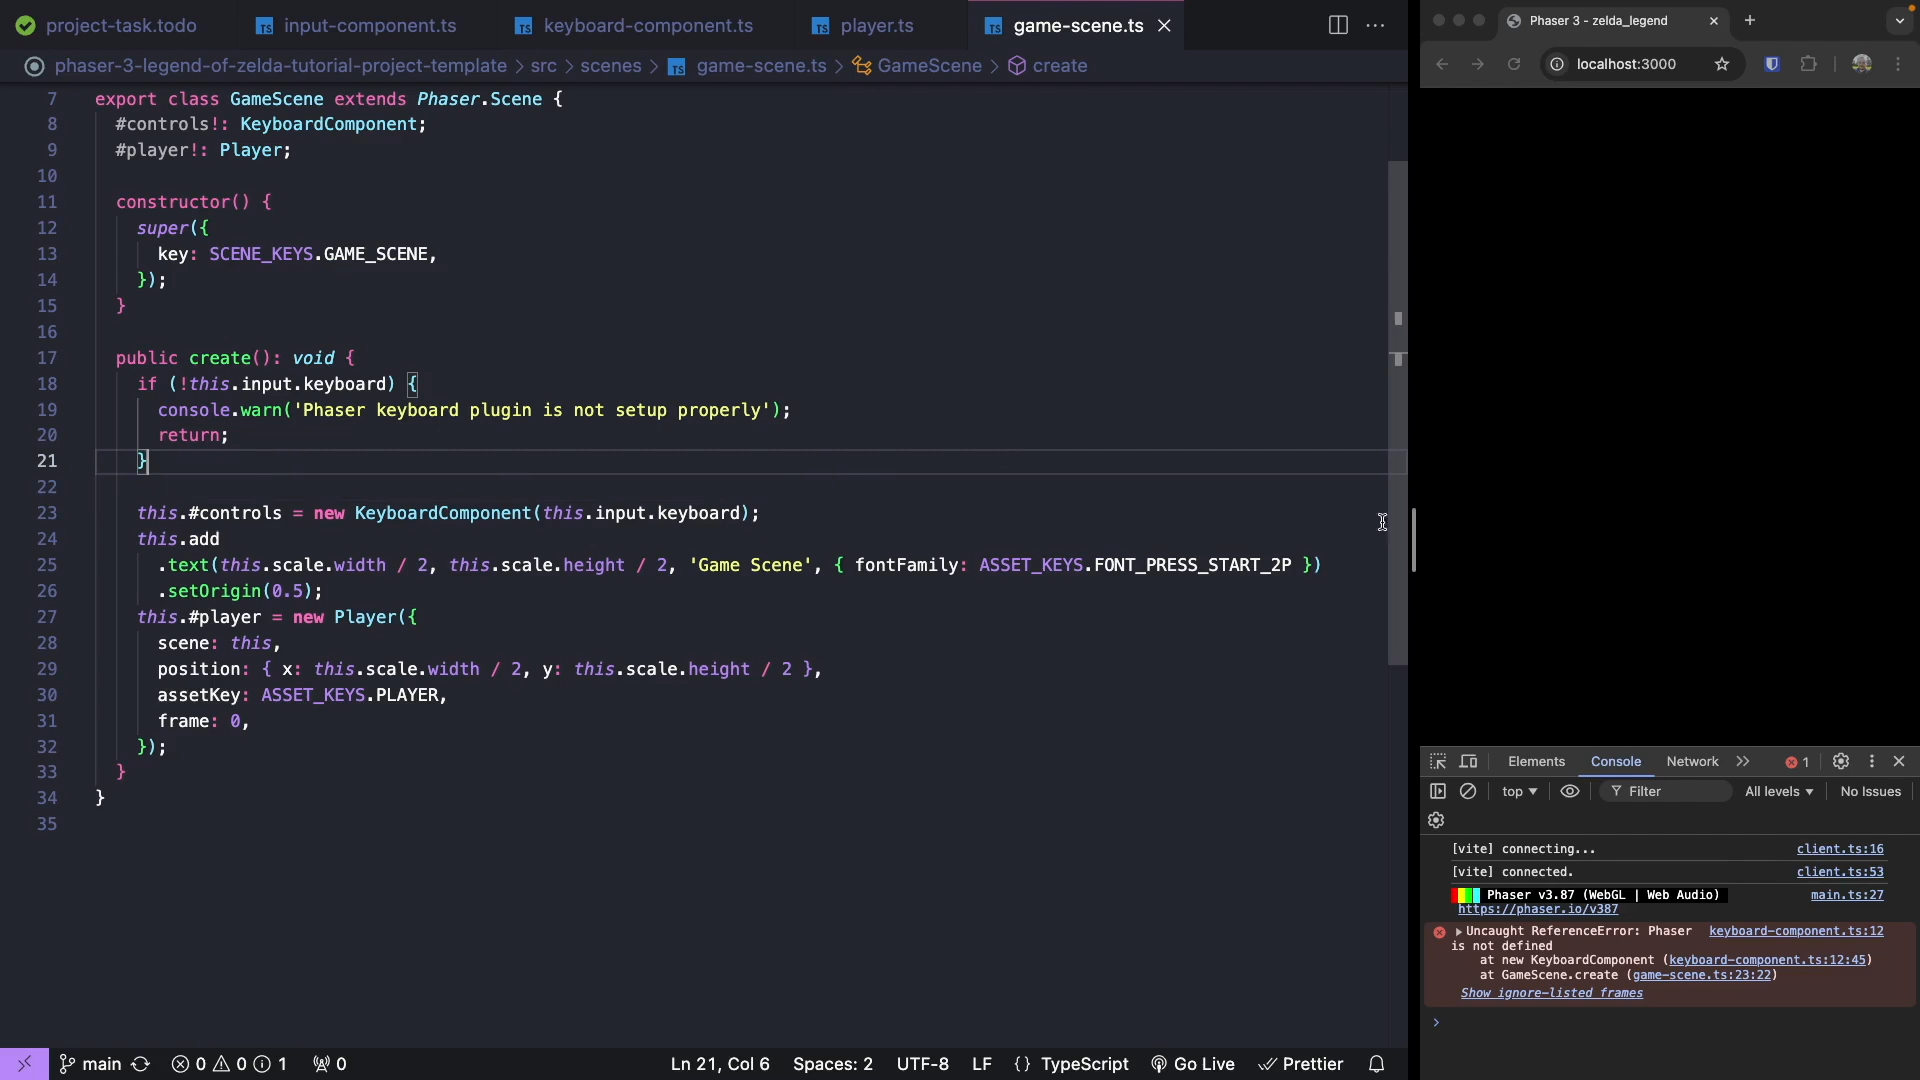 project-task.todo
input-component.ts
keyboard-component.ts
player.ts
game-scene.ts
phaser-3-legend-of-zelda-tutorial-project-template > src > scenes > game-scene.ts > GameScene > create
7 export class GameScene extends Phaser.Scene {
8 #controls!: KeyboardComponent;
9 #player!: Player;
10
11 constructor() {
12 super({
13 key: SCENE_KEYS.GAME_SCENE,
14 });
15 }
16
17 public create(): void {
18 if (!this.input.keyboard) {
19 console.warn('Phaser keyboard plugin is not setup properly');
20 return;
21 }
22
23 this.#controls = new KeyboardComponent(this.input.keyboard);
24 this.add
25 .text(this.scale.width / 2, this.scale.height / 2, 'Game Scene', { fontFamily: ASSET_KEYS.FONT_PRESS_START_2P })
26 .setOrigin(0.5);
27 this.#player = new Player({
28 scene: this,
29 position: { x: this.scale.width / 2, y: this.scale.height / 2 },
30 assetKey: ASSET_KEYS.PLAYER,
31 frame: 0,
32 });
33 }
34 }
35
main 0 0 1 0
Ln 21, Col 6 Spaces: 2 UTF-8 LF {} TypeScript Go Live Prettier
Phaser 3 - zelda_legend
localhost:3000
Elements Console Network 1
top Filter All levels No Issues
[vite] connecting... client.ts:16
[vite] connected. client.ts:53
Phaser v3.87 (WebGL | Web Audio) main.ts:27
https://phaser.io/v387
Uncaught ReferenceError: Phaser keyboard-component.ts:12
is not defined
at new KeyboardComponent (keyboard-component.ts:12:45)
at GameScene.create (game-scene.ts:23:22)
Show ignore-listed frames